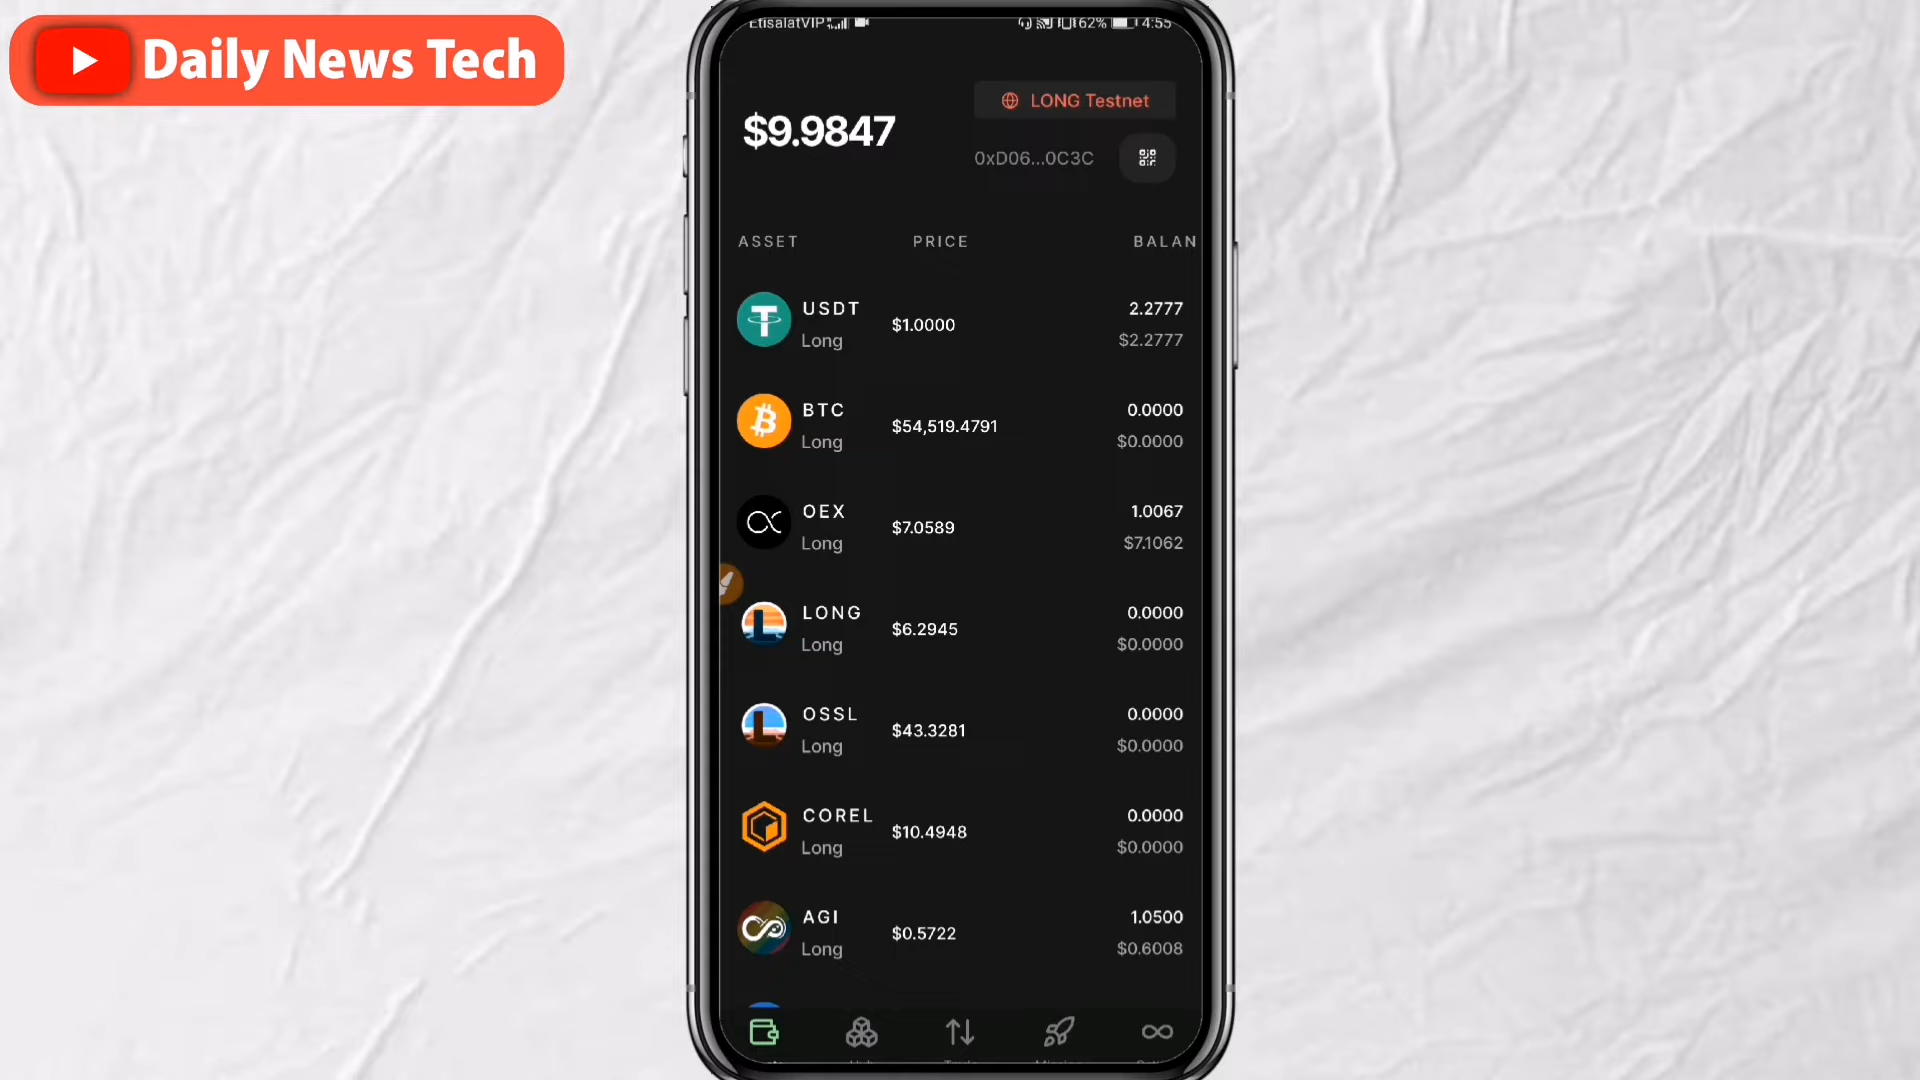 Daily News Tech
EtisalatVIP 62% 4:55
LONG Testnet
$9.9847
0xD06...0C3C
ASSET PRICE BALAN
USDT 2.2777
$1.0000
Long $2.2777
BTC 0.0000
$54,519.4791
Long $0.0000
OEX 1.0067
$7.0589
Long $7.1062
LONG 0.0000
$6.2945
Long $0.0000
OSSL 0.0000
$43.3281
Long $0.0000
COREL 0.0000
$10.4948
Long $0.0000
AGI 1.0500
$0.5722
Long $0.6008